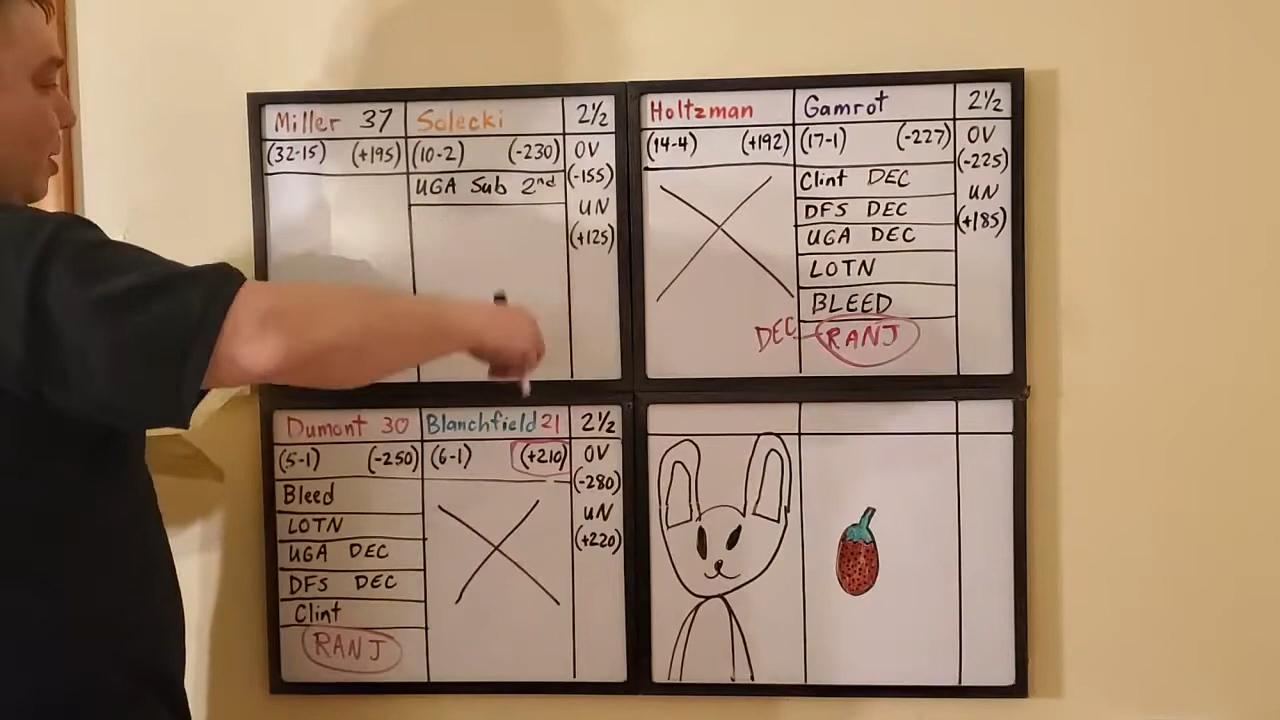 Miller 37 Solecki 2½
(32-15) (+195) (10-2) (-230) OV
(-155)
UGA Sub 2nd
UN
(+125)
Holtzman Gamrot 2½
(14-4) (+192) (17-1) (-227) OV
(-225)
Clint DEC
UN
DFS DEC
(+185)
UGA DEC
LOTN
BLEED
DEC RANJ
Dumont 30 Blanchfield 21 2½
(5-1) (-250) (6-1) (+210) OV
(-280)
Bleed
UN
LOTN
(+220)
UGA DEC
DFS DEC
Clint
RANJ